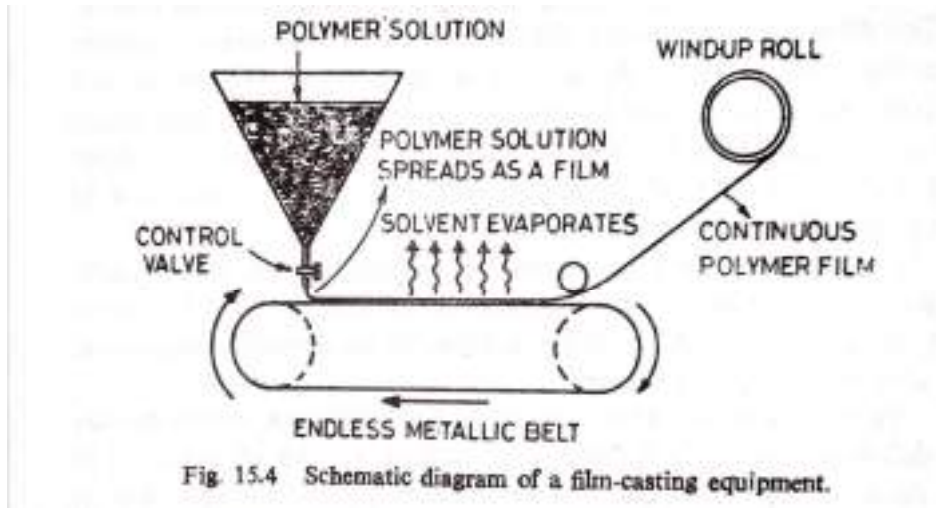 POLYMER SOLUTION
WINDUP ROLL
POLYMER SOLUTION
SPREADS AS A FILM
SOLVENT EVAPORATES
CONTROL
VALVE
CONTINUOUS
POLYMER FILM
ENDLESS METALLIC BELT
Fig. 15.4 Schematic diagram of a film-casting equipment.